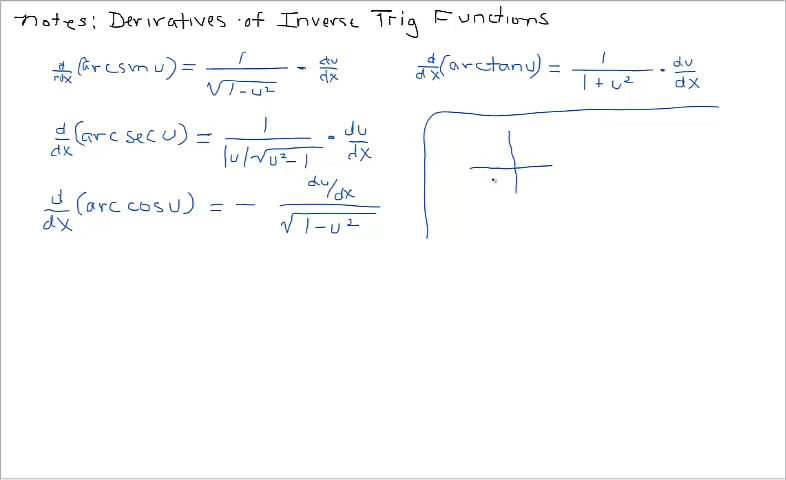 Notes: Derivatives of Inverse Trig Functions
d/dx (arcsin u) = 1/√(1-u²) · du/dx
d/dx (arctan u) = 1/(1+u²) · du/dx
d/dx (arcsec u) = 1/(|u|√(u²-1)) · du/dx
d/dx (arccos u) = - (du/dx)/√(1-u²)